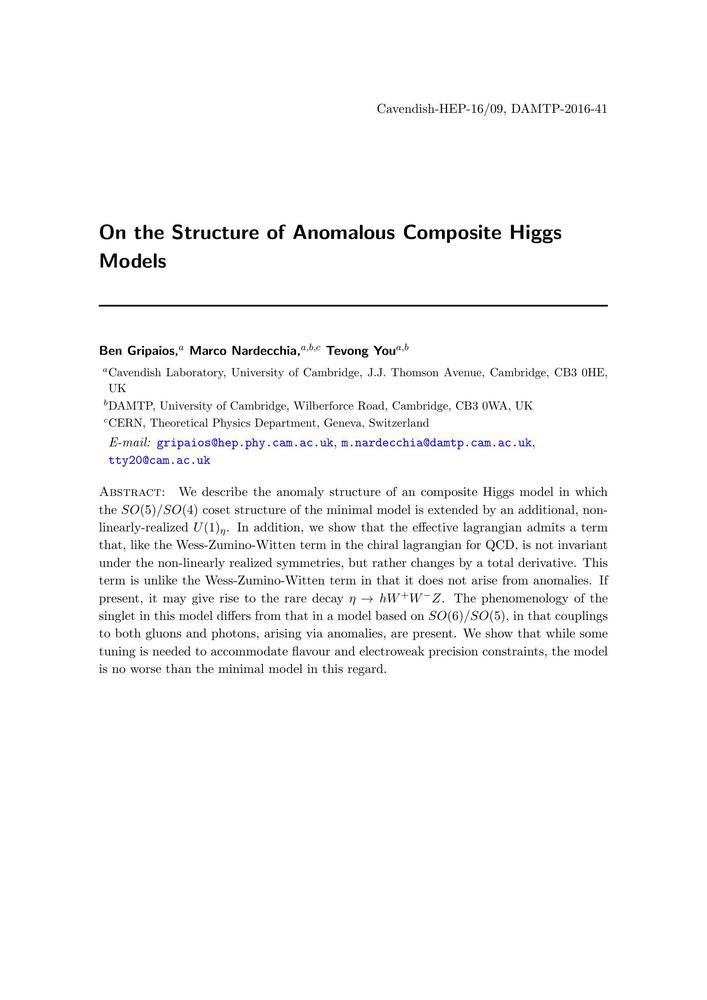 Cavendish-HEP-16/09, DAMTP-2016-41
On the Structure of Anomalous Composite Higgs
Models
Ben Gripaios,ᵃ Marco Nardecchia,ᵃ,ᵇ,ᶜ Tevong Youᵃ,ᵇ
ᵃCavendish Laboratory, University of Cambridge, J.J. Thomson Avenue, Cambridge, CB3 0HE,
UK
ᵇDAMTP, University of Cambridge, Wilberforce Road, Cambridge, CB3 0WA, UK
ᶜCERN, Theoretical Physics Department, Geneva, Switzerland
E-mail: gripaios@hep.phy.cam.ac.uk, m.nardecchia@damtp.cam.ac.uk,
tty20@cam.ac.uk
Abstract: We describe the anomaly structure of an composite Higgs model in which
the SO(5)/SO(4) coset structure of the minimal model is extended by an additional, non-
linearly-realized U(1)η. In addition, we show that the effective lagrangian admits a term
that, like the Wess-Zumino-Witten term in the chiral lagrangian for QCD, is not invariant
under the non-linearly realized symmetries, but rather changes by a total derivative. This
term is unlike the Wess-Zumino-Witten term in that it does not arise from anomalies. If
present, it may give rise to the rare decay η → hW⁺W⁻Z. The phenomenology of the
singlet in this model differs from that in a model based on SO(6)/SO(5), in that couplings
to both gluons and photons, arising via anomalies, are present. We show that while some
tuning is needed to accommodate flavour and electroweak precision constraints, the model
is no worse than the minimal model in this regard.